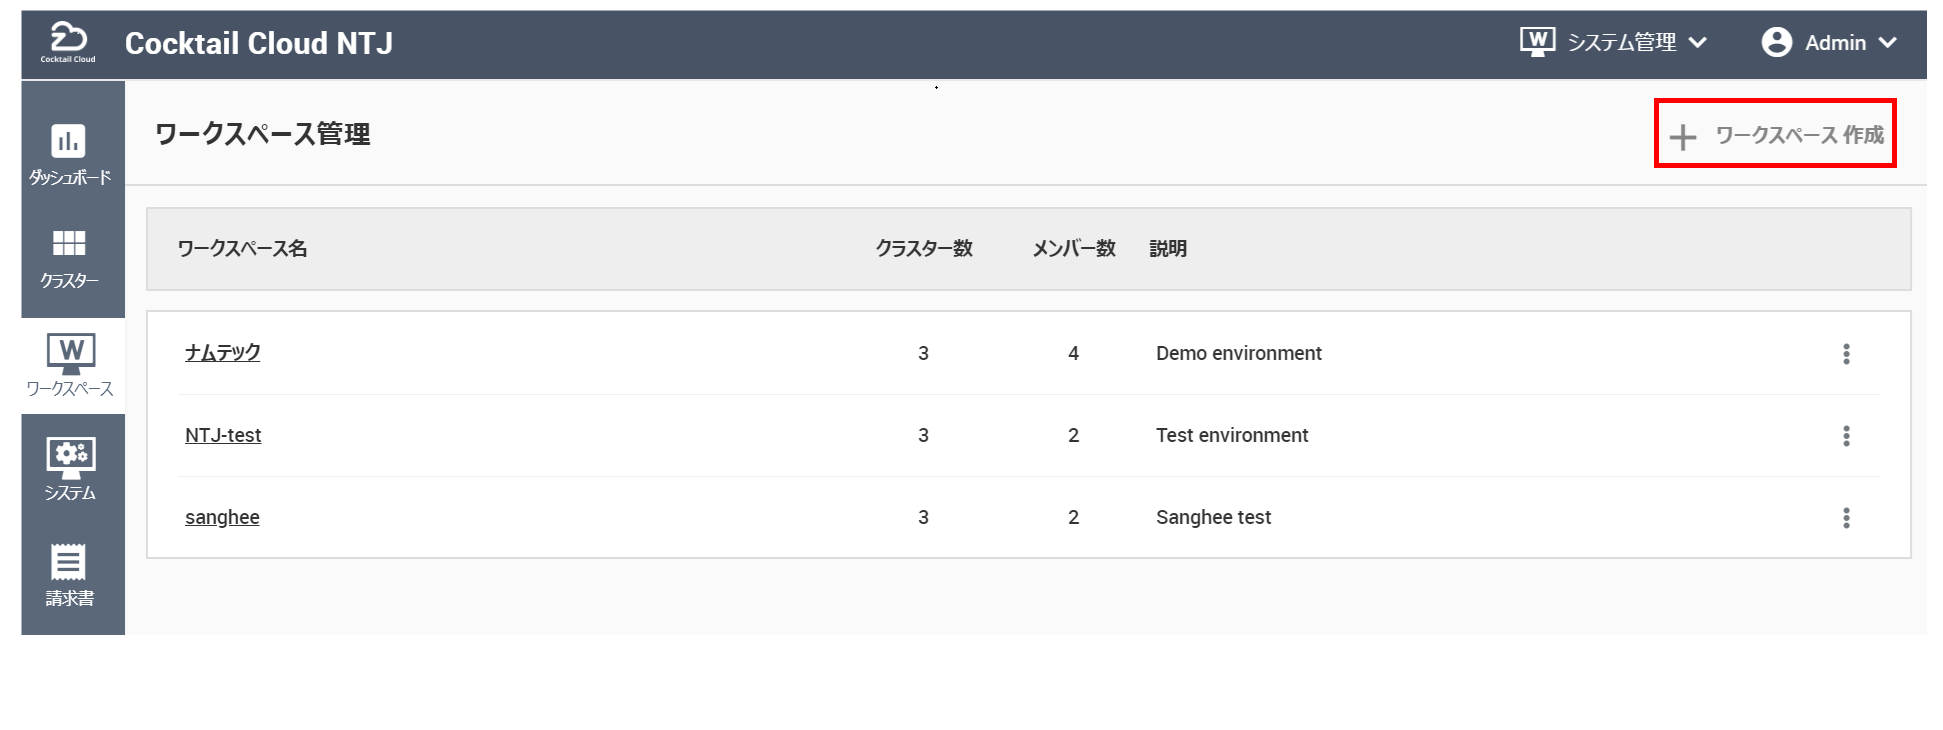 Cocktail Cloud
Cocktail Cloud NTJ
W システム管理
Admin
ダッシュボード
クラスター
W
ワークスペース
システム
請求書
ワークスペース管理
ワークスペース 作成
ワークスペース名 クラスター数 メンバー数 説明
ナムテック 3 4 Demo environment
NTJ-test 3 2 Test environment
sanghee 3 2 Sanghee test